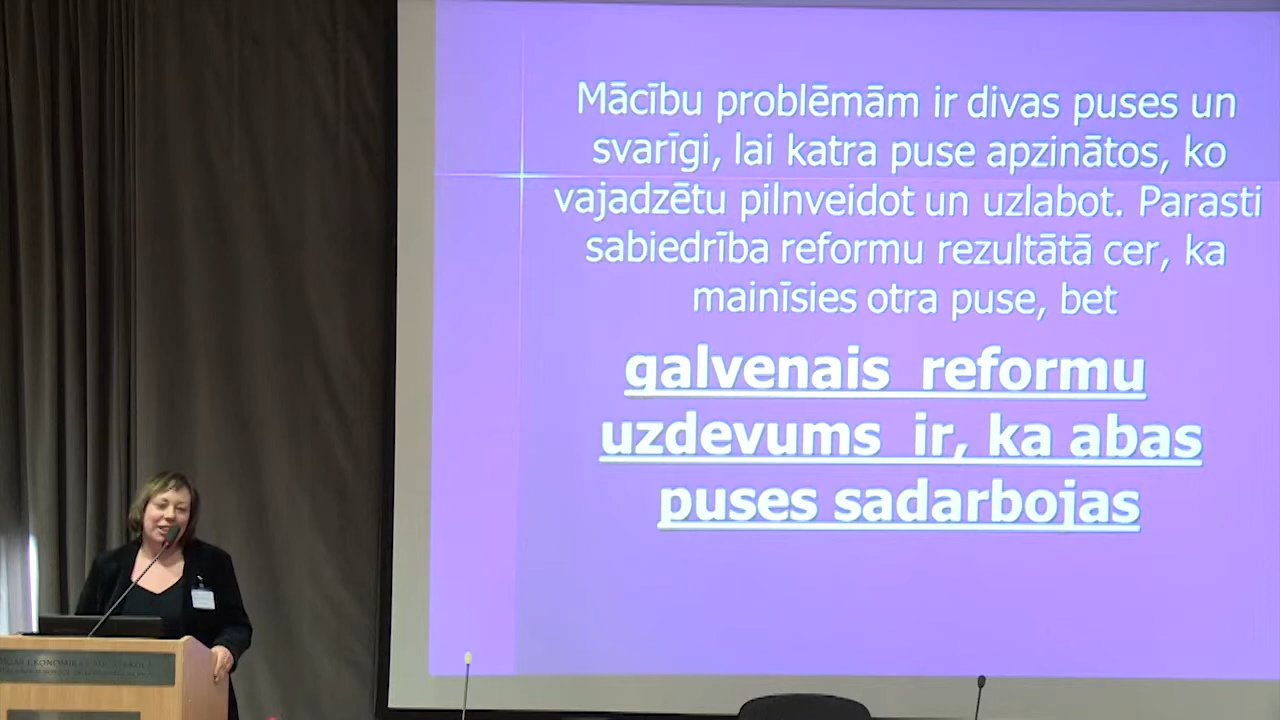 Mācību problēmām ir divas puses un
svarīgi, lai katra puse apzinātos, ko
vajadzētu pilnveidot un uzlabot. Parasti
sabiedrība reformu rezultātā cer, ka
mainīsies otra puse, bet
galvenais reformu
uzdevums ir, ka abas
puses sadarbojas